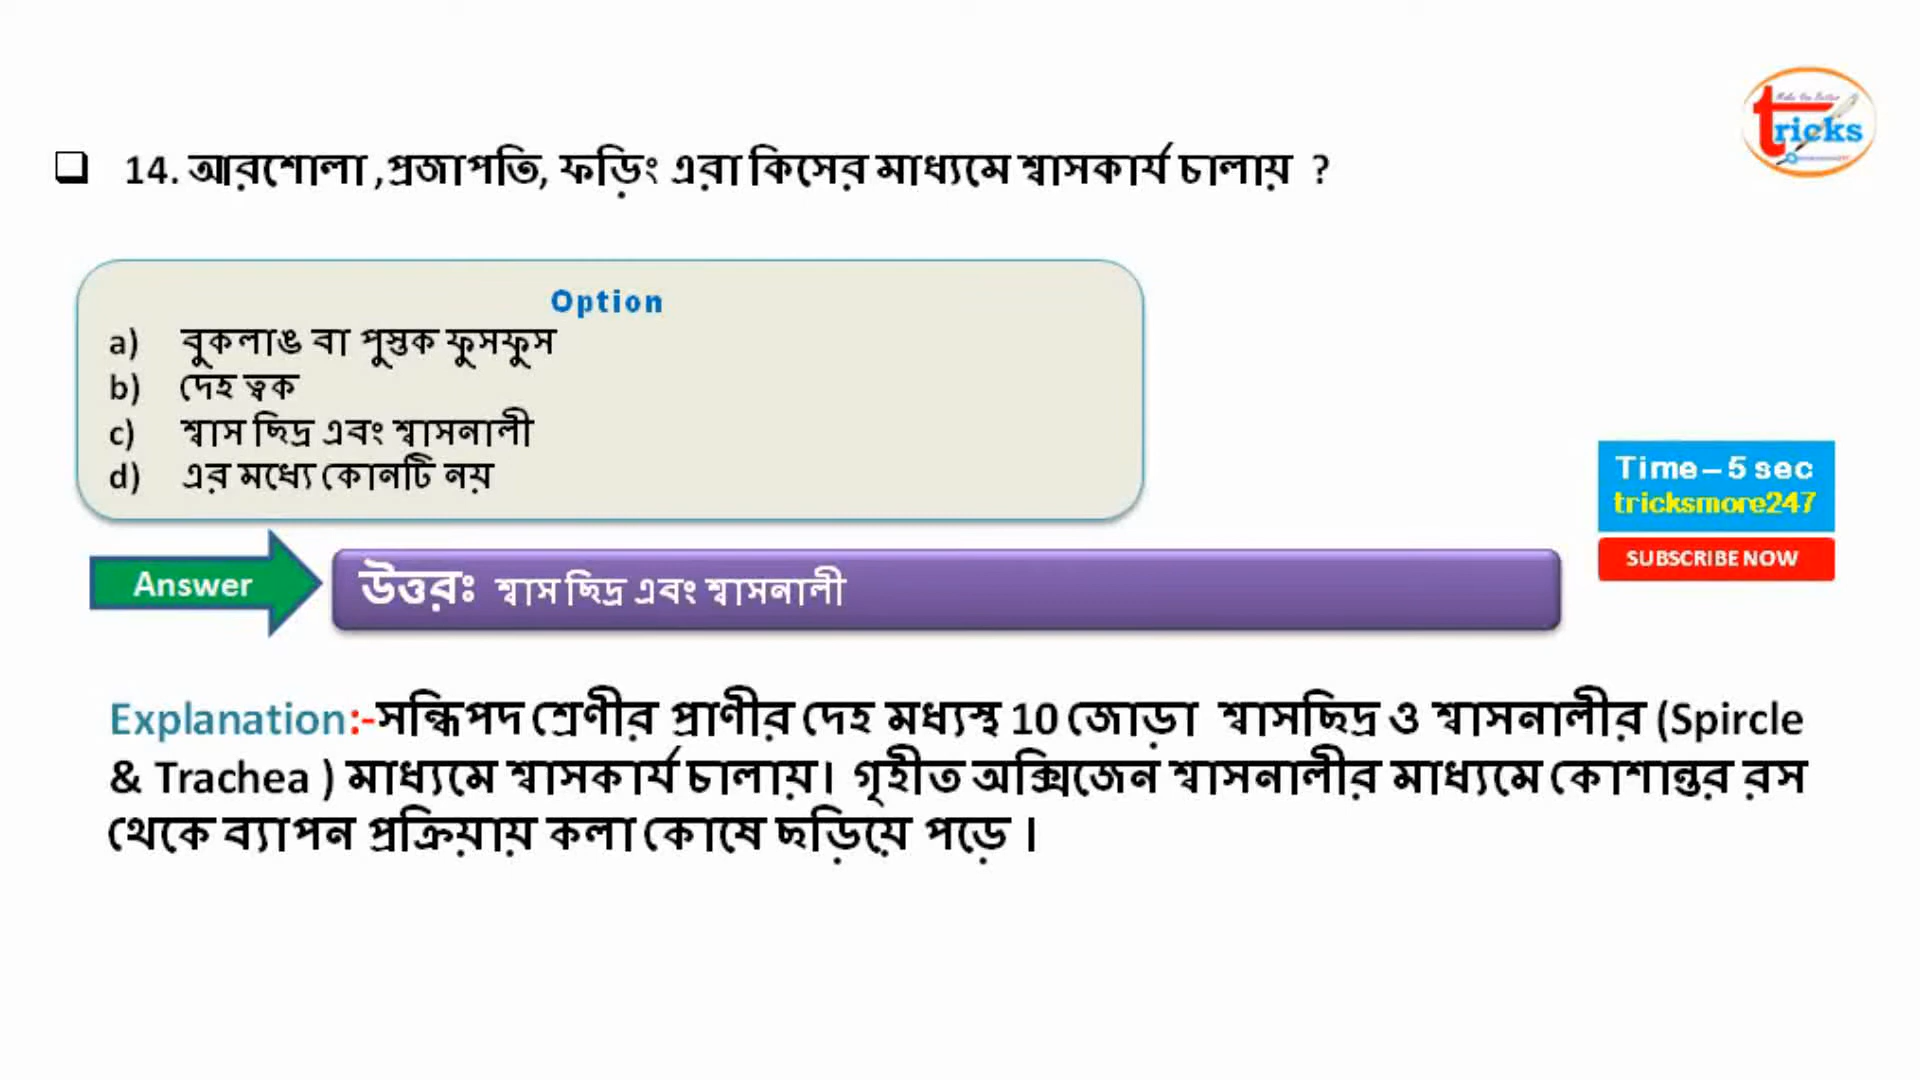 tricks
❑ 14. আরশোলা ,প্রজাপতি, ফড়িং এরা কিসের মাধ্যমে শ্বাসকার্য চালায় ?
Option
a) বুকলাঙ বা পুস্তক ফুসফুস
b) দেহ ত্বক
c) শ্বাস ছিদ্র এবং শ্বাসনালী
d) এর মধ্যে কোনটি নয়
Time – 5 sec
tricksmore247
SUBSCRIBE NOW
Answer
উত্তরঃ শ্বাস ছিদ্র এবং শ্বাসনালী
Explanation:-সন্ধিপদ শ্রেণীর প্রাণীর দেহ মধ্যস্থ 10 জোড়া শ্বাসছিদ্র ও শ্বাসনালীর (Spircle
& Trachea ) মাধ্যমে শ্বাসকার্য চালায়। গৃহীত অক্সিজেন শ্বাসনালীর মাধ্যমে কোশান্তর রস
থেকে ব্যাপন প্রক্রিয়ায় কলা কোষে ছড়িয়ে পড়ে ।